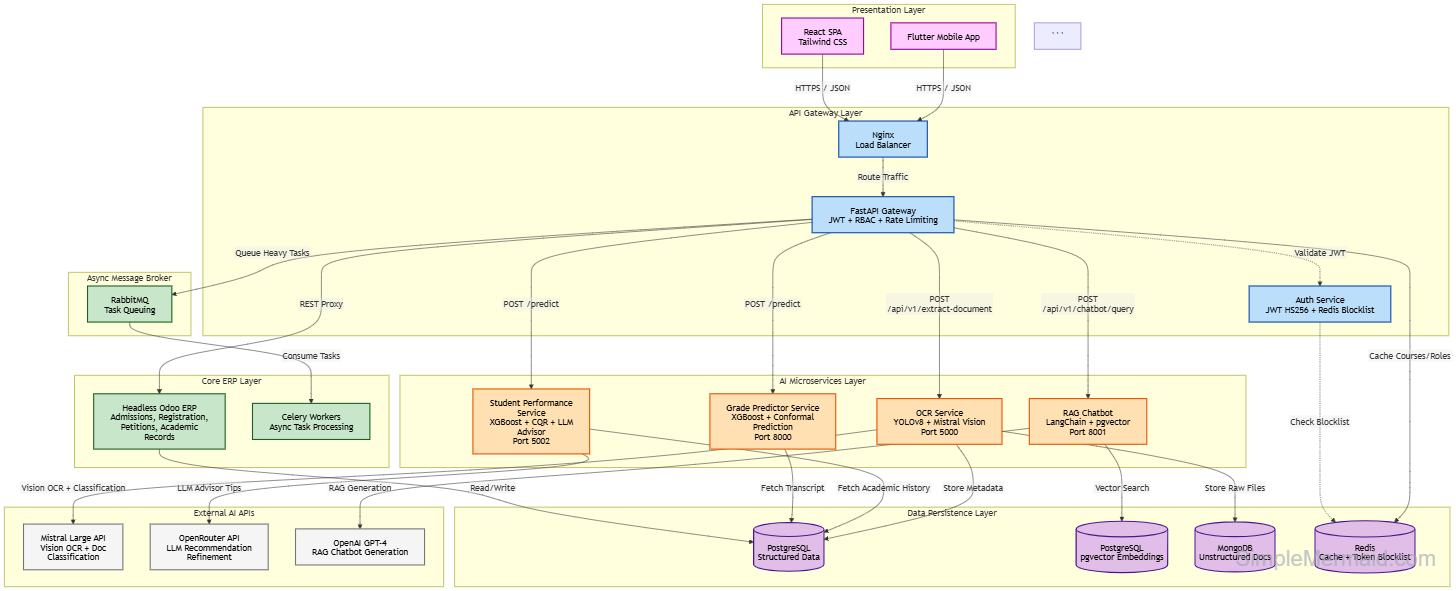 Presentation Layer
React SPA
Tailwind CSS
Flutter Mobile App
```
HTTPS / JSON
HTTPS / JSON
API Gateway Layer
Nginx
Load Balancer
Route Traffic
FastAPI Gateway
JWT + RBAC + Rate Limiting
Queue Heavy Tasks
Validate JWT
Async Message Broker
RabbitMQ
Task Queuing
REST Proxy
POST /predict
POST /predict
POST
/api/v1/extract-document
POST
/api/v1/chatbot/query
Auth Service
JWT HS256 + Redis Blocklist
Consume Tasks
Cache Courses/Roles
Core ERP Layer
Headless Odoo ERP
Admissions, Registration,
Petitions, Academic
Records
Celery Workers
Async Task Processing
AI Microservices Layer
Student Performance
Service
XGBoost + CQR + LLM
Advisor
Port 5002
Grade Predictor Service
XGBoost + Conformal
Prediction
Port 8000
OCR Service
YOLOv8 + Mistral Vision
Port 5000
RAG Chatbot
LangChain + pgvector
Port 8001
Check Blocklist
Vision OCR + Classification
LLM Advisor Tips
RAG Generation
Read/Write
Fetch Transcript
Fetch Academic History
Store Metadata
Vector Search
Store Raw Files
External AI APIs
Mistral Large API
Vision OCR + Doc
Classification
OpenRouter API
LLM Recommendation
Refinement
OpenAI GPT-4
RAG Chatbot Generation
Data Persistence Layer
PostgreSQL
Structured Data
PostgreSQL
pgvector Embeddings
MongoDB
Unstructured Docs
Redis
Cache + Token Blocklist
SimpleMermaid.com